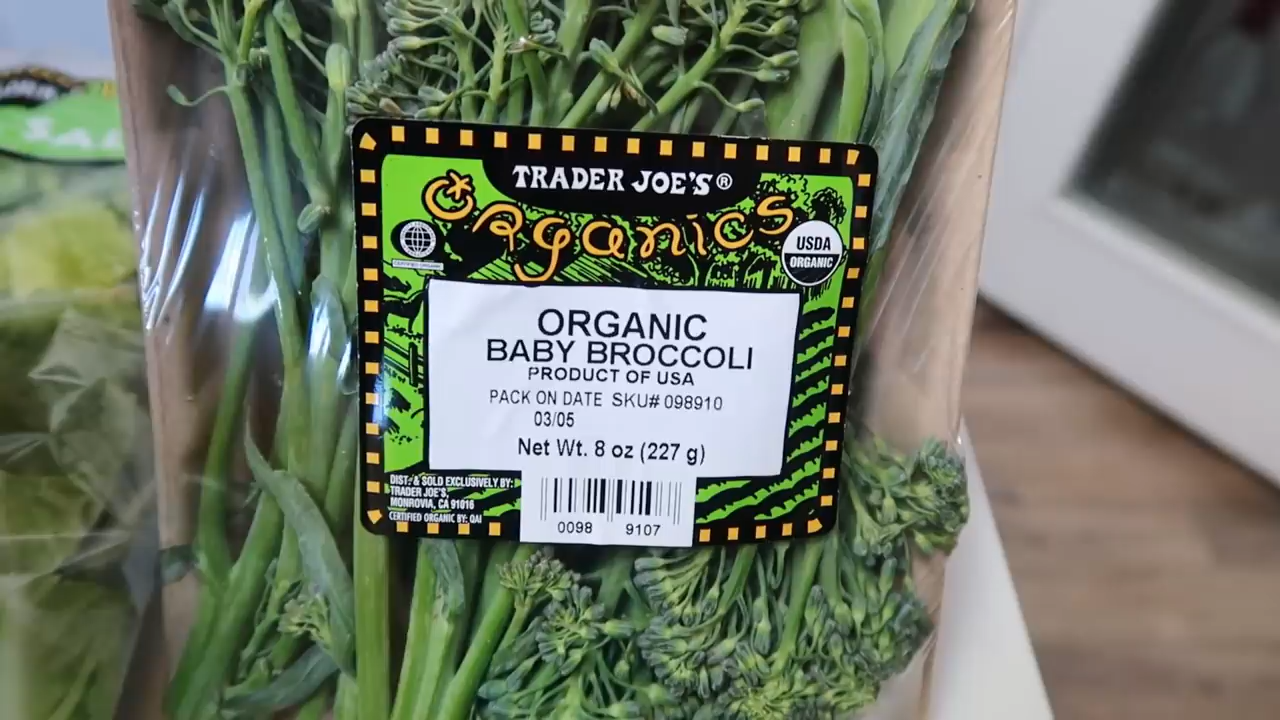 TRADER JOE'S®
Organics
USDA
ORGANIC
CERTIFIED ORGANIC
ORGANIC
BABY BROCCOLI
PRODUCT OF USA
PACK ON DATE SKU# 098910
03/05
Net Wt. 8 oz (227 g)
DIST. & SOLD EXCLUSIVELY BY:
TRADER JOE'S,
MONROVIA, CA 91016
CERTIFIED ORGANIC BY: QAI
0098 9107